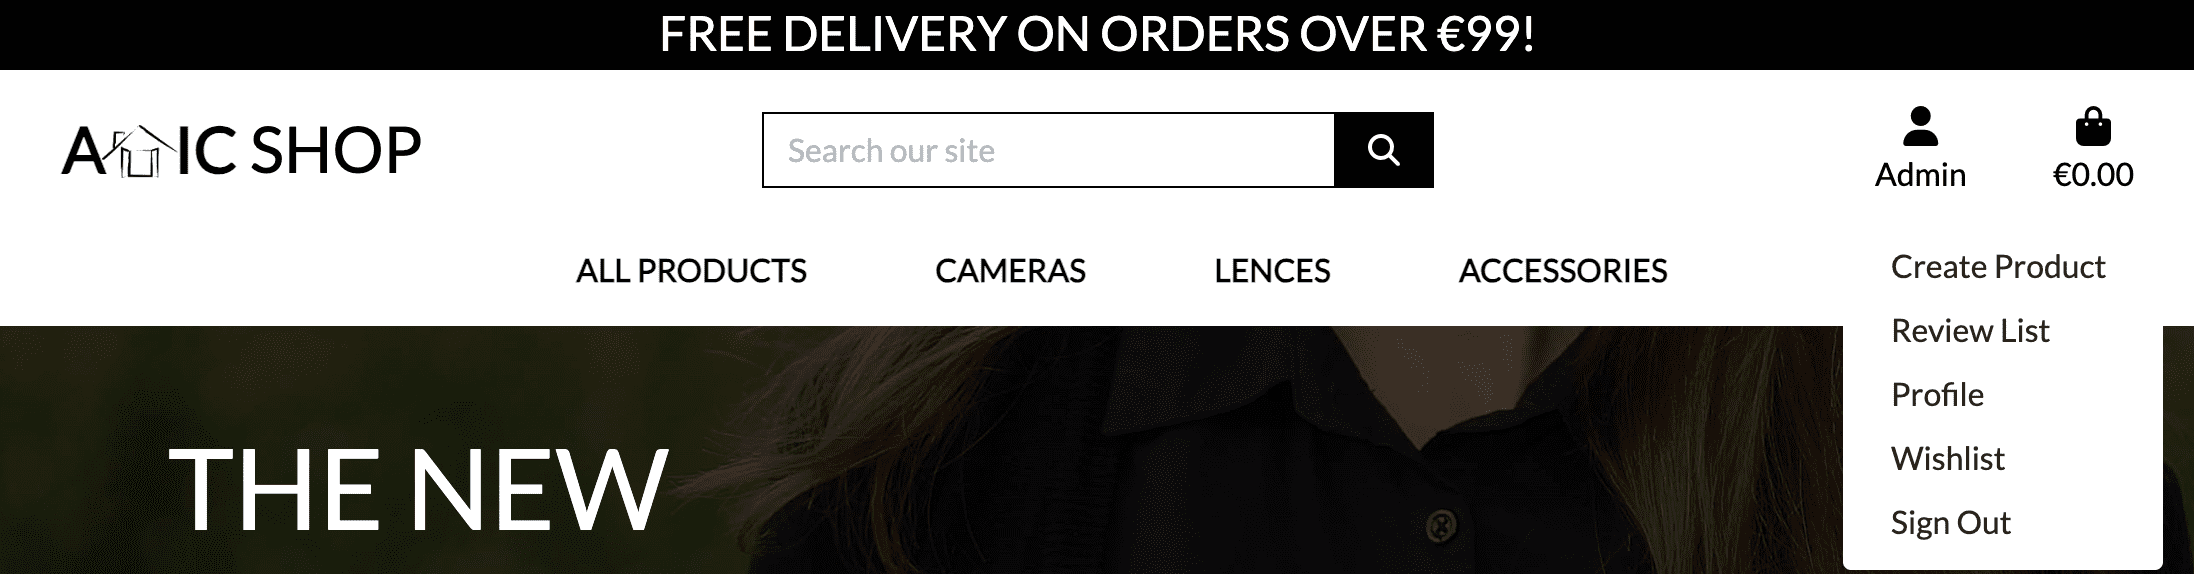 FREE DELIVERY ON ORDERS OVER €99!
A IC SHOP
Search our site
Admin
€0.00
ALL PRODUCTS
CAMERAS
LENCES
ACCESSORIES
Create Product
Review List
Profile
Wishlist
Sign Out
THE NEW